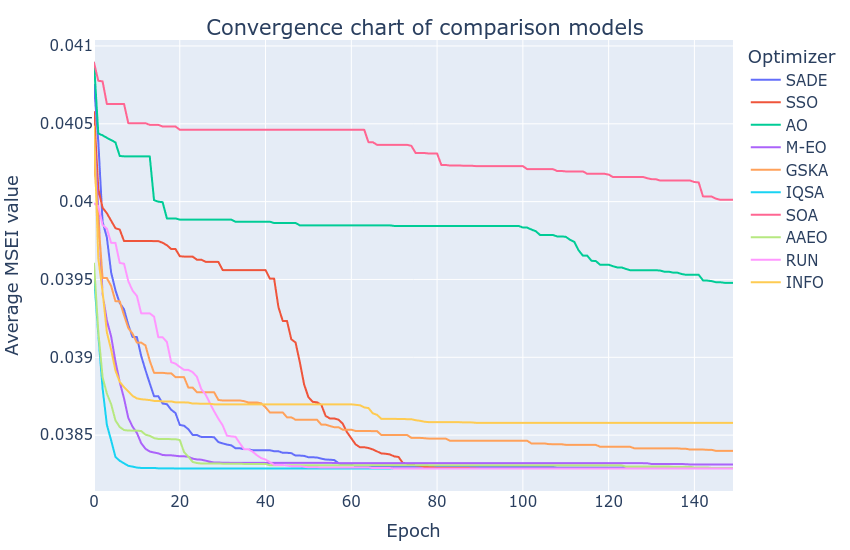 Convergence chart of comparison models
0.041
0.0405
0.04
0.0395
0.039
0.0385
Average MSEI value
0 20 40 60 80 100 120 140
Epoch
Optimizer
SADE
SSO
AO
M-EO
GSKA
IQSA
SOA
AAEO
RUN
INFO